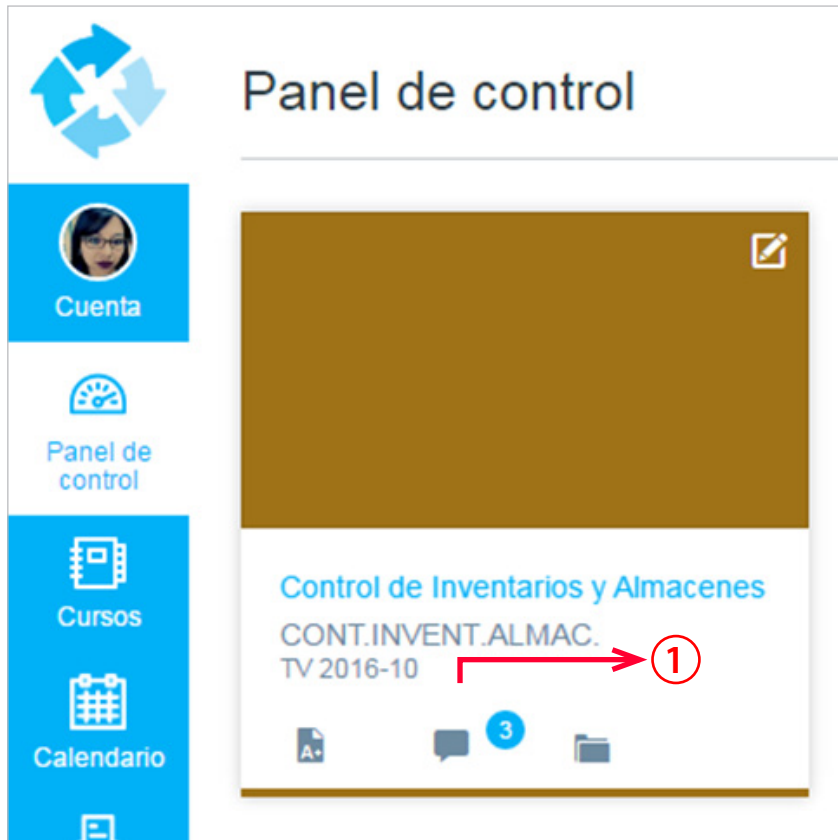 Panel de control
Cuenta
Panel de
control
Cursos
Calendario
Control de Inventarios y Almacenes
CONT.INVENT.ALMAC.
TV 2016-10
1
A+
3